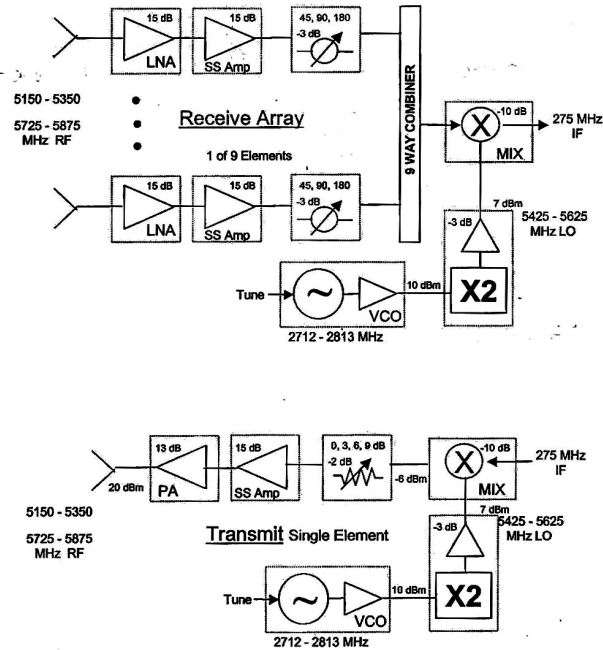 15 dB
LNA
15 dB
SS Amp
45, 90, 180
-3 dB
5150 - 5350
5725 - 5875
MHz RF
Receive Array
1 of 9 Elements
9 WAY COMBINER
-10 dB
X
MIX
275 MHz
IF
15 dB
LNA
15 dB
SS Amp
45, 90, 180
-3 dB
7 dBm
5425 - 5625
MHz LO
-3 dB
X2
Tune
~
VCO
10 dBm
2712 - 2813 MHz
13 dB
PA
20 dBm
15 dB
SS Amp
0, 3, 6, 9 dB
-2 dB
-6 dBm
-10 dB
X
MIX
275 MHz
IF
5150 - 5350
5725 - 5875
MHz RF
Transmit Single Element
7 dBm
5425 - 5625
MHz LO
-3 dB
X2
Tune
~
VCO
10 dBm
2712 - 2813 MHz